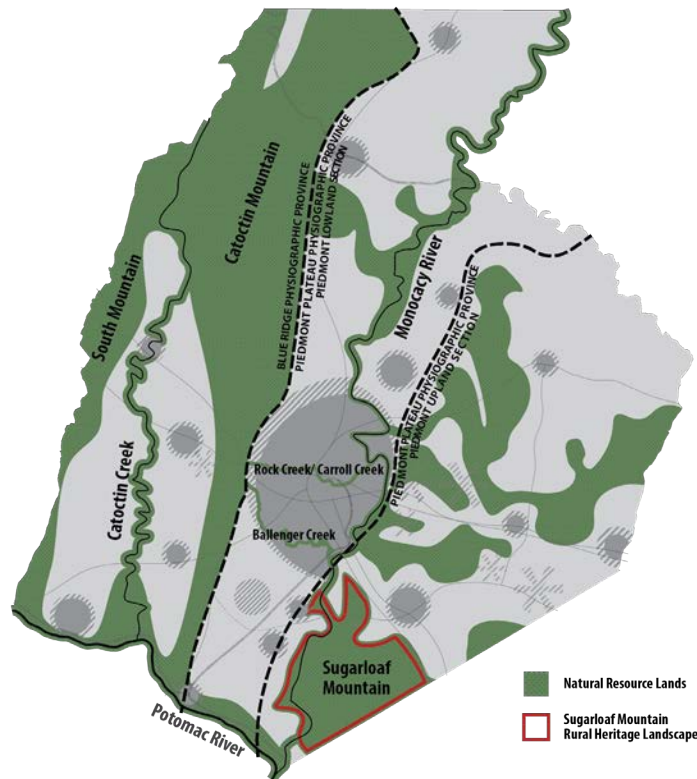 Catoctin Mountain
South Mountain
BLUE RIDGE PHYSIOGRAPHIC PROVINCE
PIEDMONT PLATEAU PHYSIOGRAPHIC PROVINCE
PIEDMONT LOWLAND SECTION
Monocacy River
PIEDMONT PLATEAU PHYSIOGRAPHIC PROVINCE
PIEDMONT UPLAND SECTION
Catoctin Creek
Rock Creek/ Carroll Creek
Ballenger Creek
Sugarloaf
Mountain
Potomac River
Natural Resource Lands
Sugarloaf Mountain
Rural Heritage Landscape